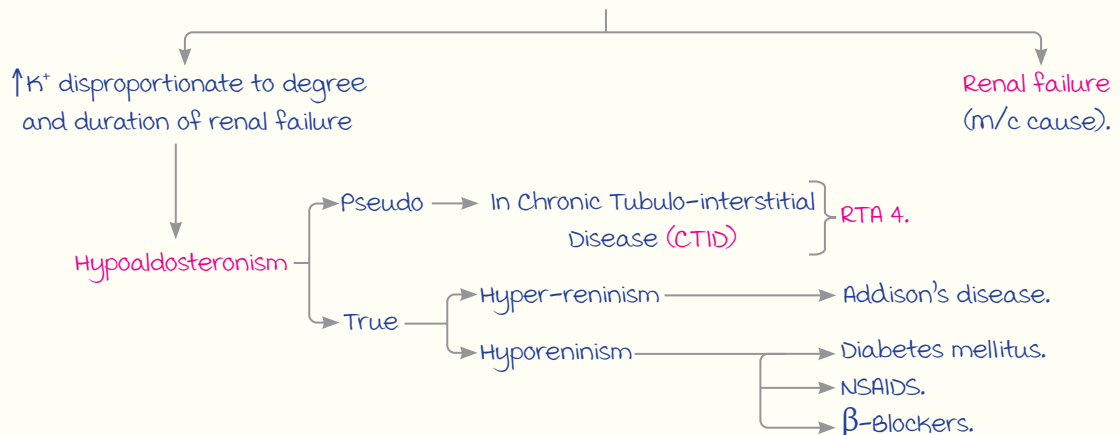 ↑K⁺ disproportionate to degree
and duration of renal failure
Renal failure
(m/c cause).
Hypoaldosteronism
Pseudo
In Chronic Tubulo-interstitial
Disease (CTID)
RTA 4.
True
Hyper-reninism
Addison's disease.
Hyporeninism
Diabetes mellitus.
NSAIDS.
β-Blockers.